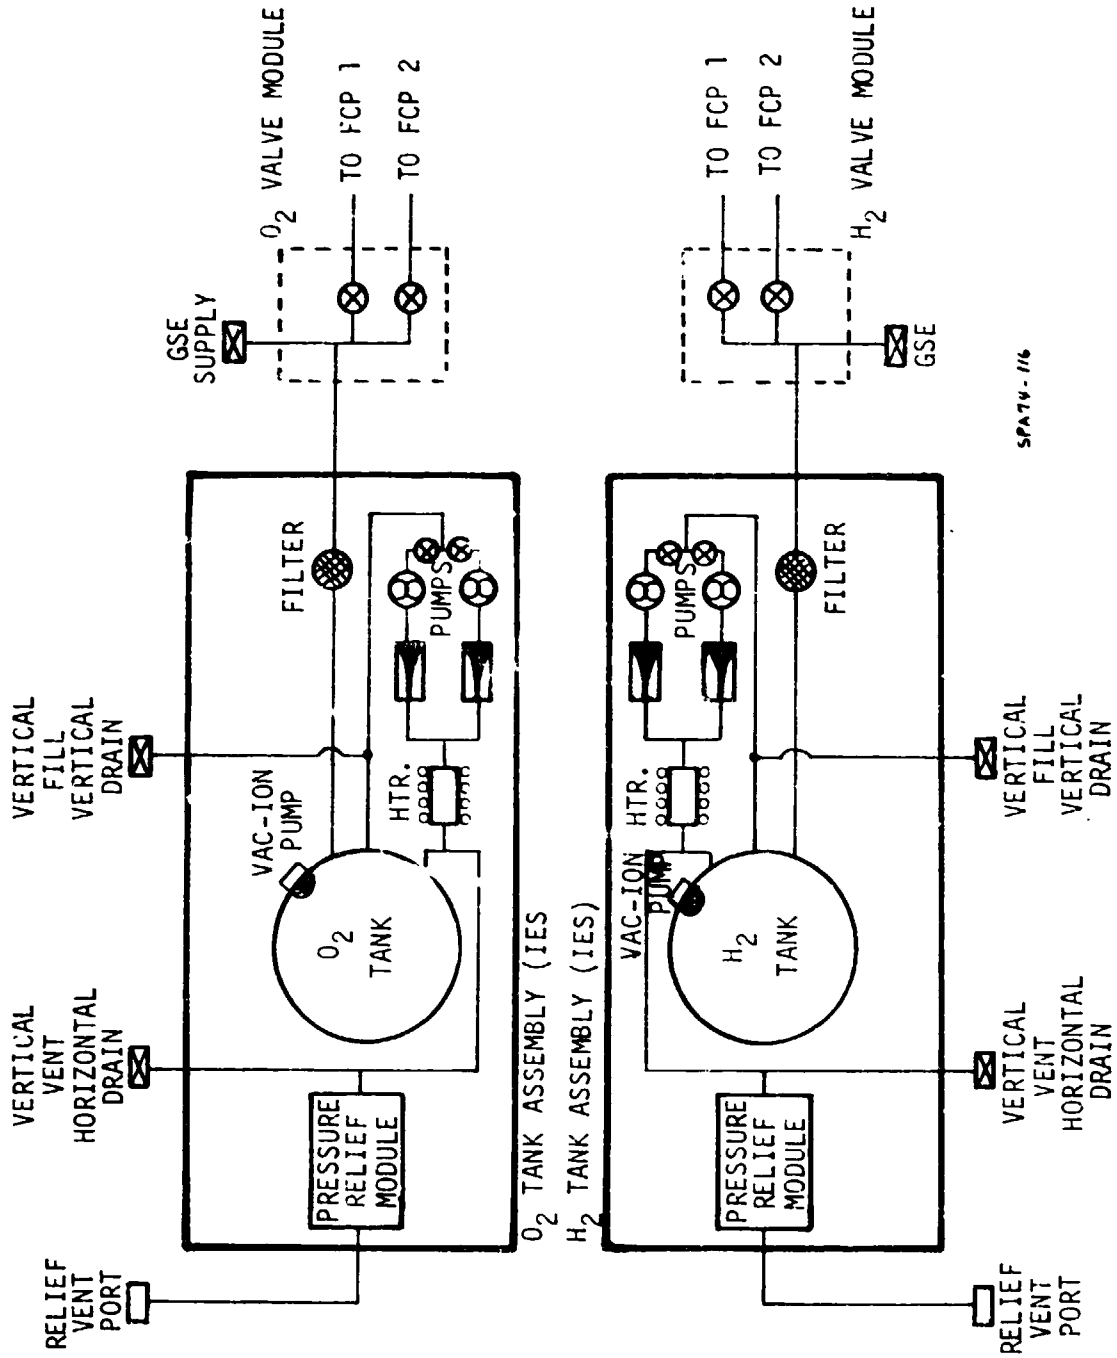 RELIEF
VENT
PORT
VERTICAL
VENT
HORIZONTAL
DRAIN
VERTICAL
FILL
VERTICAL
DRAIN
GSE
SUPPLY
O2 VALVE MODULE
TO FCP 1
TO FCP 2
PRESSURE
RELIEF
MODULE
O2
TANK
VAC-ION
PUMP
HTR.
FILTER
PUMPS
O2 TANK ASSEMBLY (IES
H2 TANK ASSEMBLY (IES)
PRESSURE
RELIEF
MODULE
H2
TANK
VAC-ION
PUMP
HTR.
PUMPS
FILTER
TO FCP 1
TO FCP 2
H2 VALVE MODULE
GSE
RELIEF
VENT
PORT
VERTICAL
VENT
HORIZONTAL
DRAIN
VERTICAL
FILL
VERTICAL
DRAIN
SPA74-116